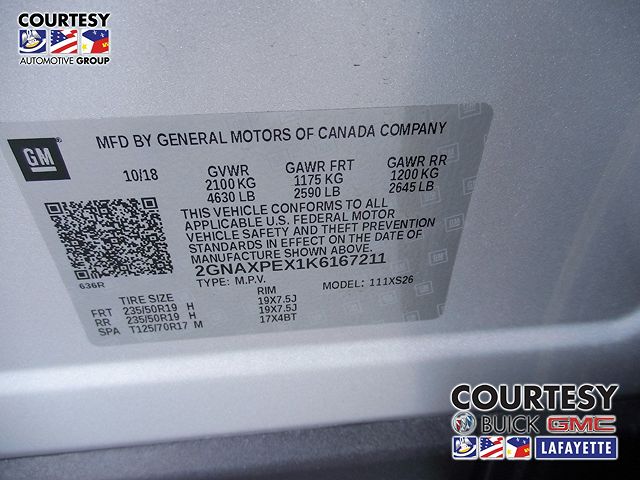 COURTESY
AUTOMOTIVE GROUP
GM
MFD BY GENERAL MOTORS OF CANADA COMPANY
10/18 GVWR GAWR FRT GAWR RR
2100 KG 1175 KG 1200 KG
4630 LB 2590 LB 2645 LB
THIS VEHICLE CONFORMS TO ALL
APPLICABLE U.S. FEDERAL MOTOR
VEHICLE SAFETY AND THEFT PREVENTION
STANDARDS IN EFFECT ON THE DATE OF
MANUFACTURE SHOWN ABOVE.
2GNAXPEX1K6167211
636R
TYPE: M.P.V. MODEL: 111XS26
TIRE SIZE RIM
FRT 235/50R19 H 19X7.5J
RR 235/50R19 H 19X7.5J
SPA T125/70R17 M 17X4BT
COURTESY
BUICK GMC
LAFAYETTE